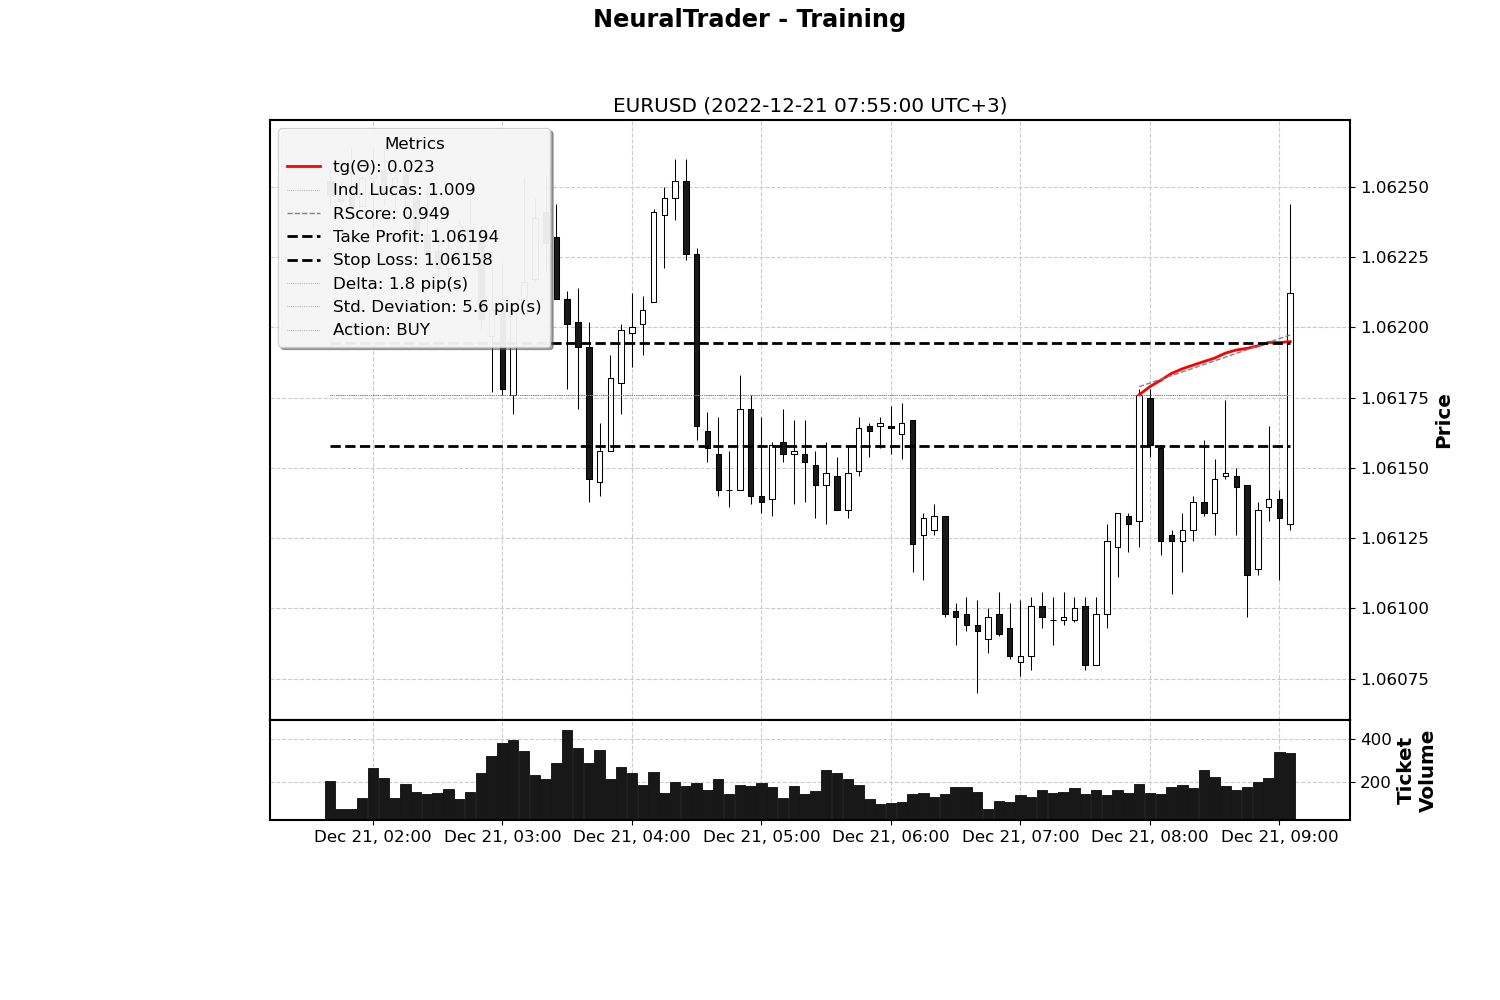 NeuralTrader - Training
EURUSD (2022-12-21 07:55:00 UTC+3)
Metrics
tg(Θ): 0.023
Ind. Lucas: 1.009
RScore: 0.949
Take Profit: 1.06194
Stop Loss: 1.06158
Delta: 1.8 pip(s)
Std. Deviation: 5.6 pip(s)
Action: BUY
1.06250
1.06225
1.06200
1.06175
1.06150
1.06125
1.06100
1.06075
Price
400
200
Ticket
Volume
Dec 21, 02:00 Dec 21, 03:00 Dec 21, 04:00 Dec 21, 05:00 Dec 21, 06:00 Dec 21, 07:00 Dec 21, 08:00 Dec 21, 09:00